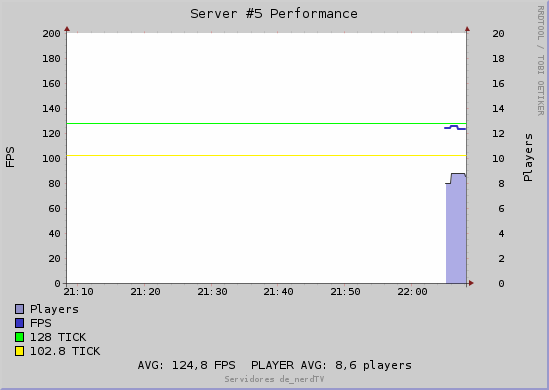 Server #5 Performance
RRDTOOL / TOBI OETIKER
FPS
200
180
160
140
120
100
80
60
40
20
0
20
18
16
14
12
10
8
6
4
2
0
Players
21:10 21:20 21:30 21:40 21:50 22:00
Players
FPS
128 TICK
102.8 TICK
AVG: 124,8 FPS PLAYER AVG: 8,6 players
Servidores de_nerdTV